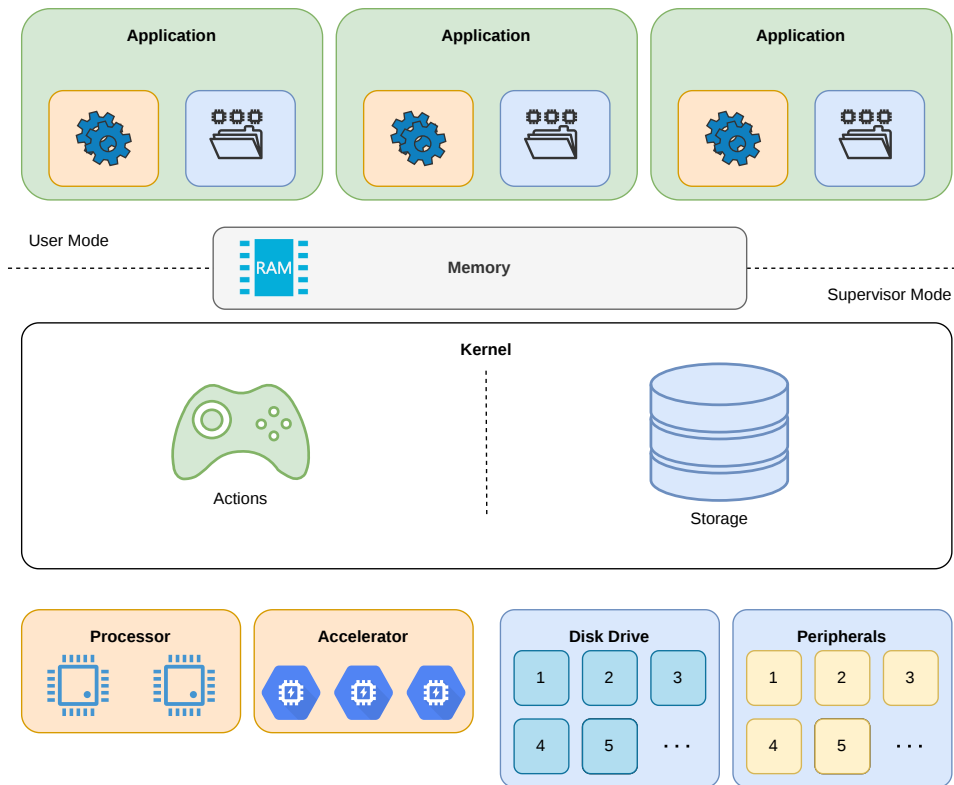 Application
Application
Application
User Mode
RAM
Memory
Supervisor Mode
Kernel
Actions
Storage
Processor
Accelerator
Disk Drive
1
2
3
4
5
. . .
Peripherals
1
2
3
4
5
. . .